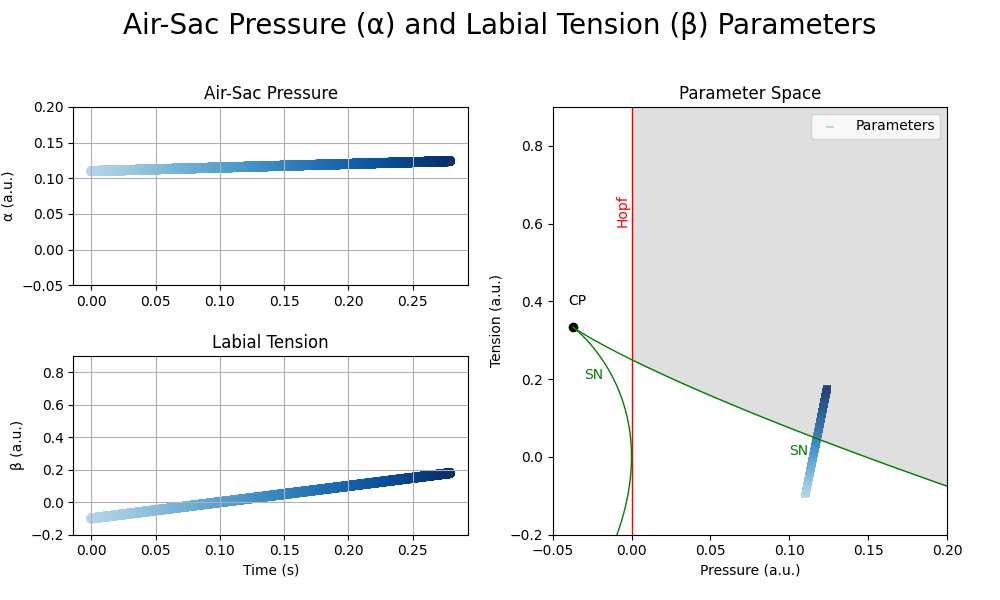 Air-Sac Pressure (α) and Labial Tension (β) Parameters
Air-Sac Pressure
0.20
0.15
0.10
0.05
0.00
−0.05
α (a.u.)
0.00 0.05 0.10 0.15 0.20 0.25
Labial Tension
0.8
0.6
0.4
0.2
0.0
−0.2
β (a.u.)
0.00 0.05 0.10 0.15 0.20 0.25
Time (s)
Parameter Space
Parameters
0.8
0.6
0.4
0.2
0.0
−0.2
Tension (a.u.)
Hopf
CP
SN
SN
−0.05 0.00 0.05 0.10 0.15 0.20
Pressure (a.u.)